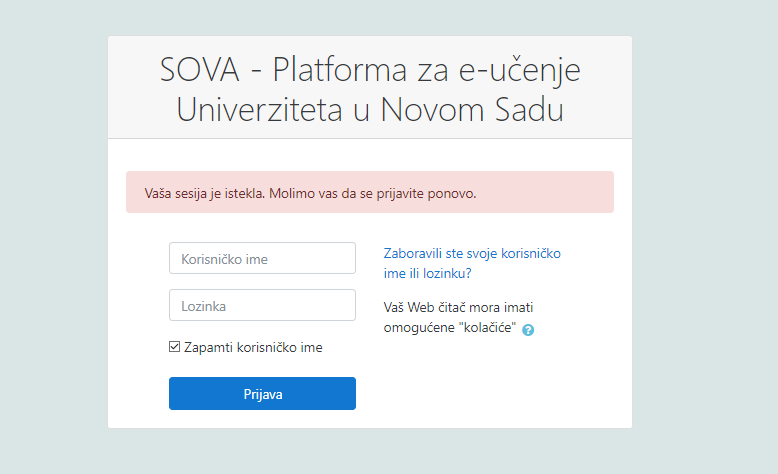 SOVA - Platforma za e-učenje
Univerziteta u Novom Sadu
Vaša sesija je istekla. Molimo vas da se prijavite ponovo.
Korisničko ime
Lozinka
Zapamti korisničko ime
Prijava
Zaboravili ste svoje korisničko
ime ili lozinku?
Vaš Web čitač mora imati
omogućene "kolačiće" ?